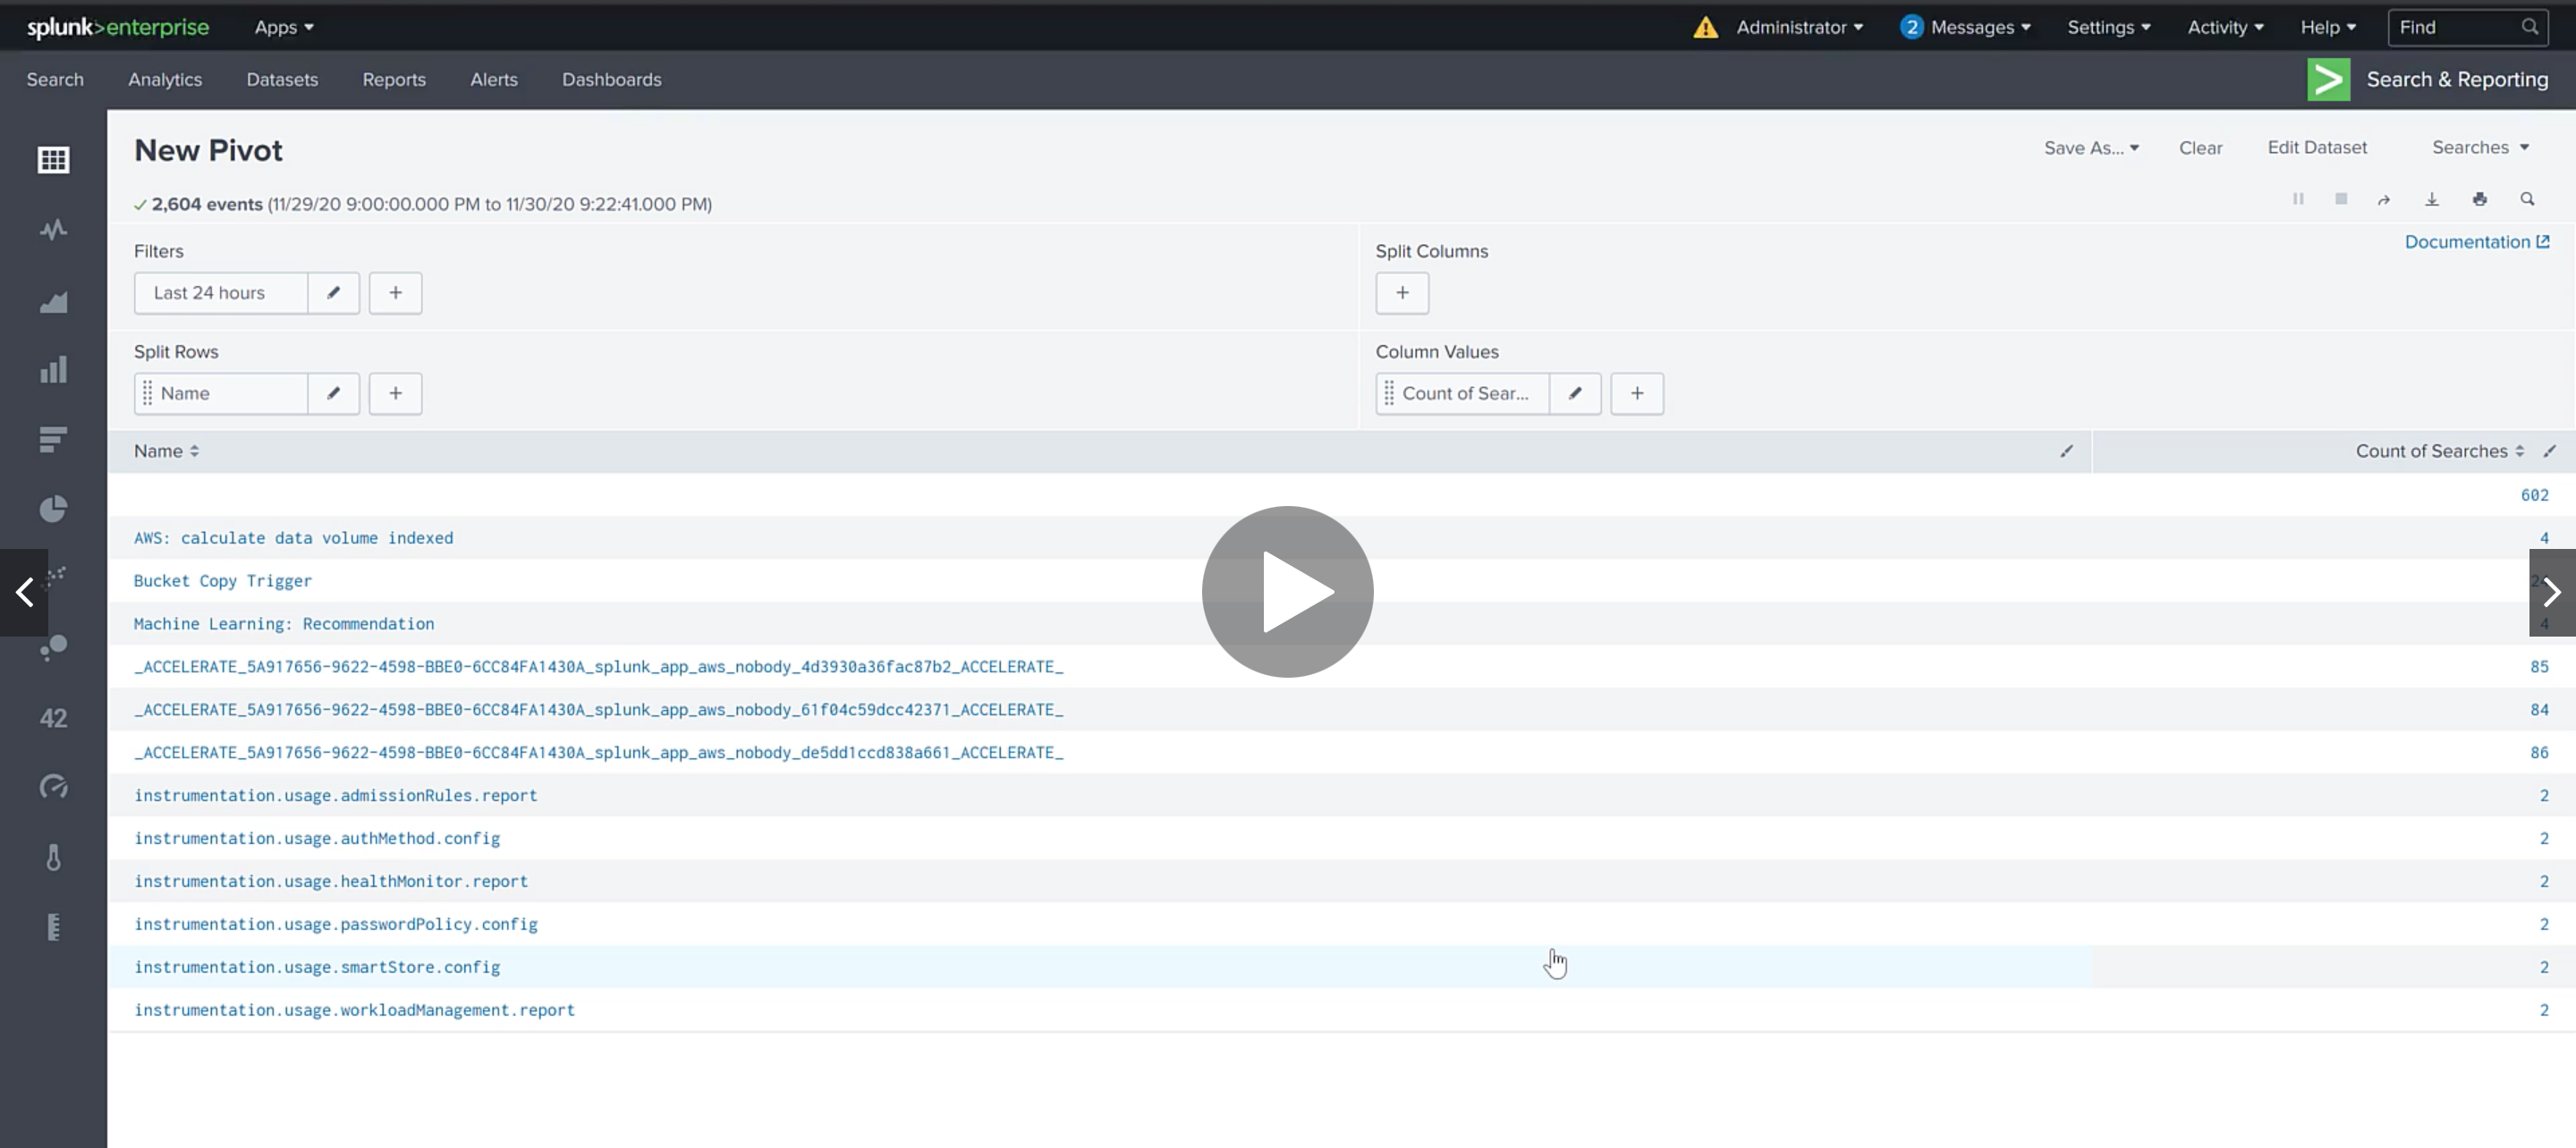 splunk>enterprise Apps Administrator 2 Messages Settings Activity Help Find
Search Analytics Datasets Reports Alerts Dashboards Search & Reporting
New Pivot Save As... Clear Edit Dataset Searches
2,604 events (11/29/20 9:00:00.000 PM to 11/30/20 9:22:41.000 PM)
Documentation
Filters Split Columns
Last 24 hours + +
Split Rows Column Values
Name + Count of Sear... +
Name Count of Searches
602
AWS: calculate data volume indexed 4
Bucket Copy Trigger
Machine Learning: Recommendation 4
_ACCELERATE_5A917656-9622-4598-BBE0-6CC84FA1430A_splunk_app_aws_nobody_4d3930a36fac87b2_ACCELERATE_ 85
_ACCELERATE_5A917656-9622-4598-BBE0-6CC84FA1430A_splunk_app_aws_nobody_61f04c59dcc42371_ACCELERATE_ 84
_ACCELERATE_5A917656-9622-4598-BBE0-6CC84FA1430A_splunk_app_aws_nobody_de5dd1ccd838a661_ACCELERATE_ 86
instrumentation.usage.admissionRules.report 2
instrumentation.usage.authMethod.config 2
instrumentation.usage.healthMonitor.report 2
42
instrumentation.usage.passwordPolicy.config 2
instrumentation.usage.smartStore.config 2
instrumentation.usage.workloadManagement.report 2